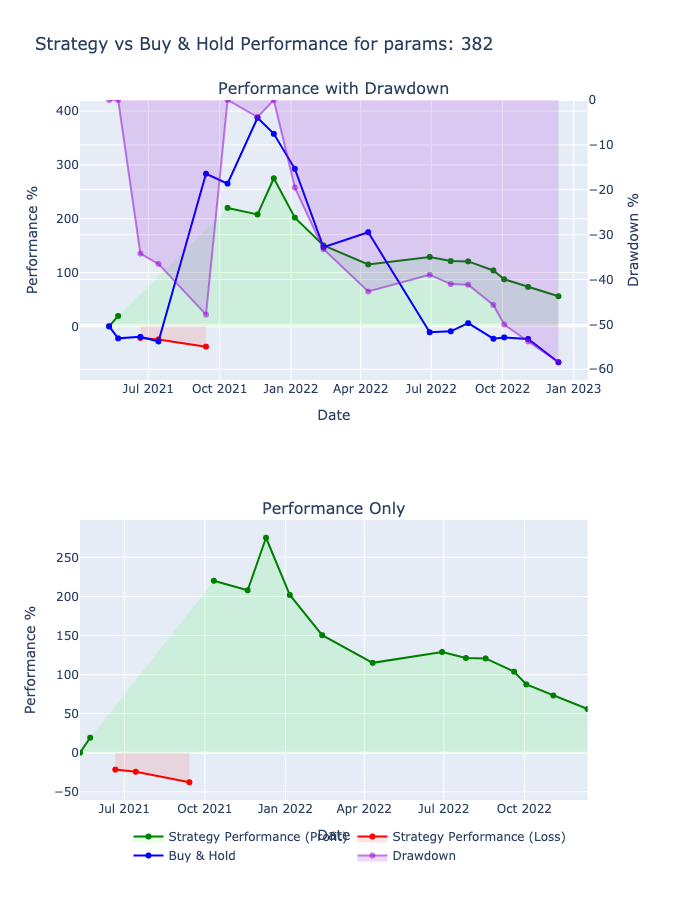 Strategy vs Buy & Hold Performance for params: 382
Performance with Drawdown
400
300
200
100
0
0
−10
−20
−30
−40
−50
−60
Performance %
Drawdown %
Jul 2021
Oct 2021
Jan 2022
Apr 2022
Jul 2022
Oct 2022
Jan 2023
Date
Performance Only
250
200
150
100
50
0
−50
Performance %
Jul 2021
Oct 2021
Jan 2022
Apr 2022
Jul 2022
Oct 2022
Date
Strategy Performance (Profit)
Strategy Performance (Loss)
Buy & Hold
Drawdown